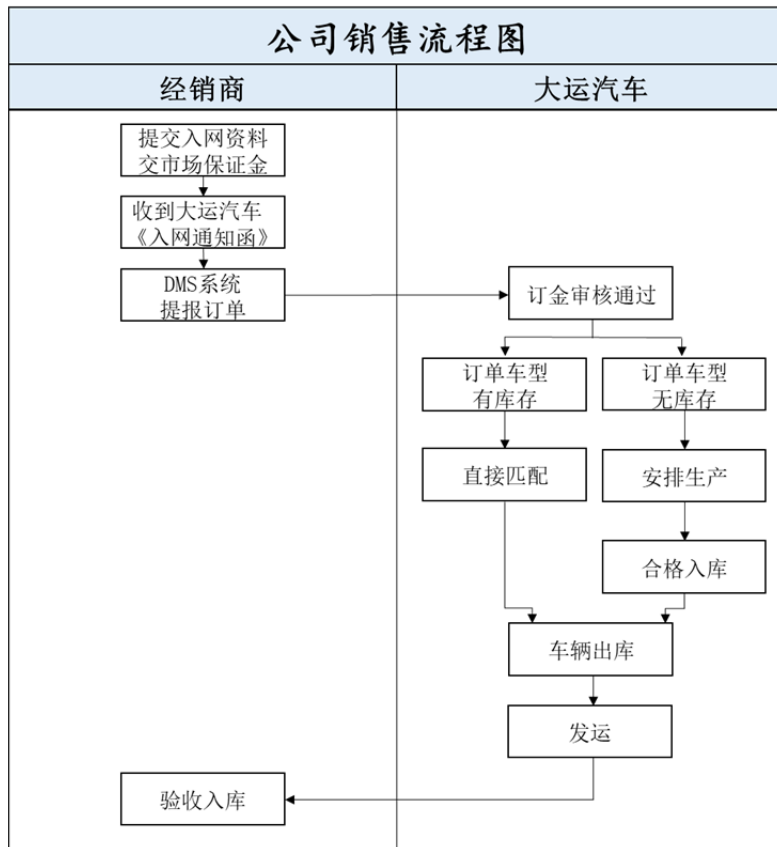 公司销售流程图
经销商
大运汽车
提交入网资料
交市场保证金
收到大运汽车
《入网通知函》
DMS系统
提报订单
订金审核通过
订单车型
有库存
订单车型
无库存
直接匹配
安排生产
合格入库
车辆出库
发运
验收入库